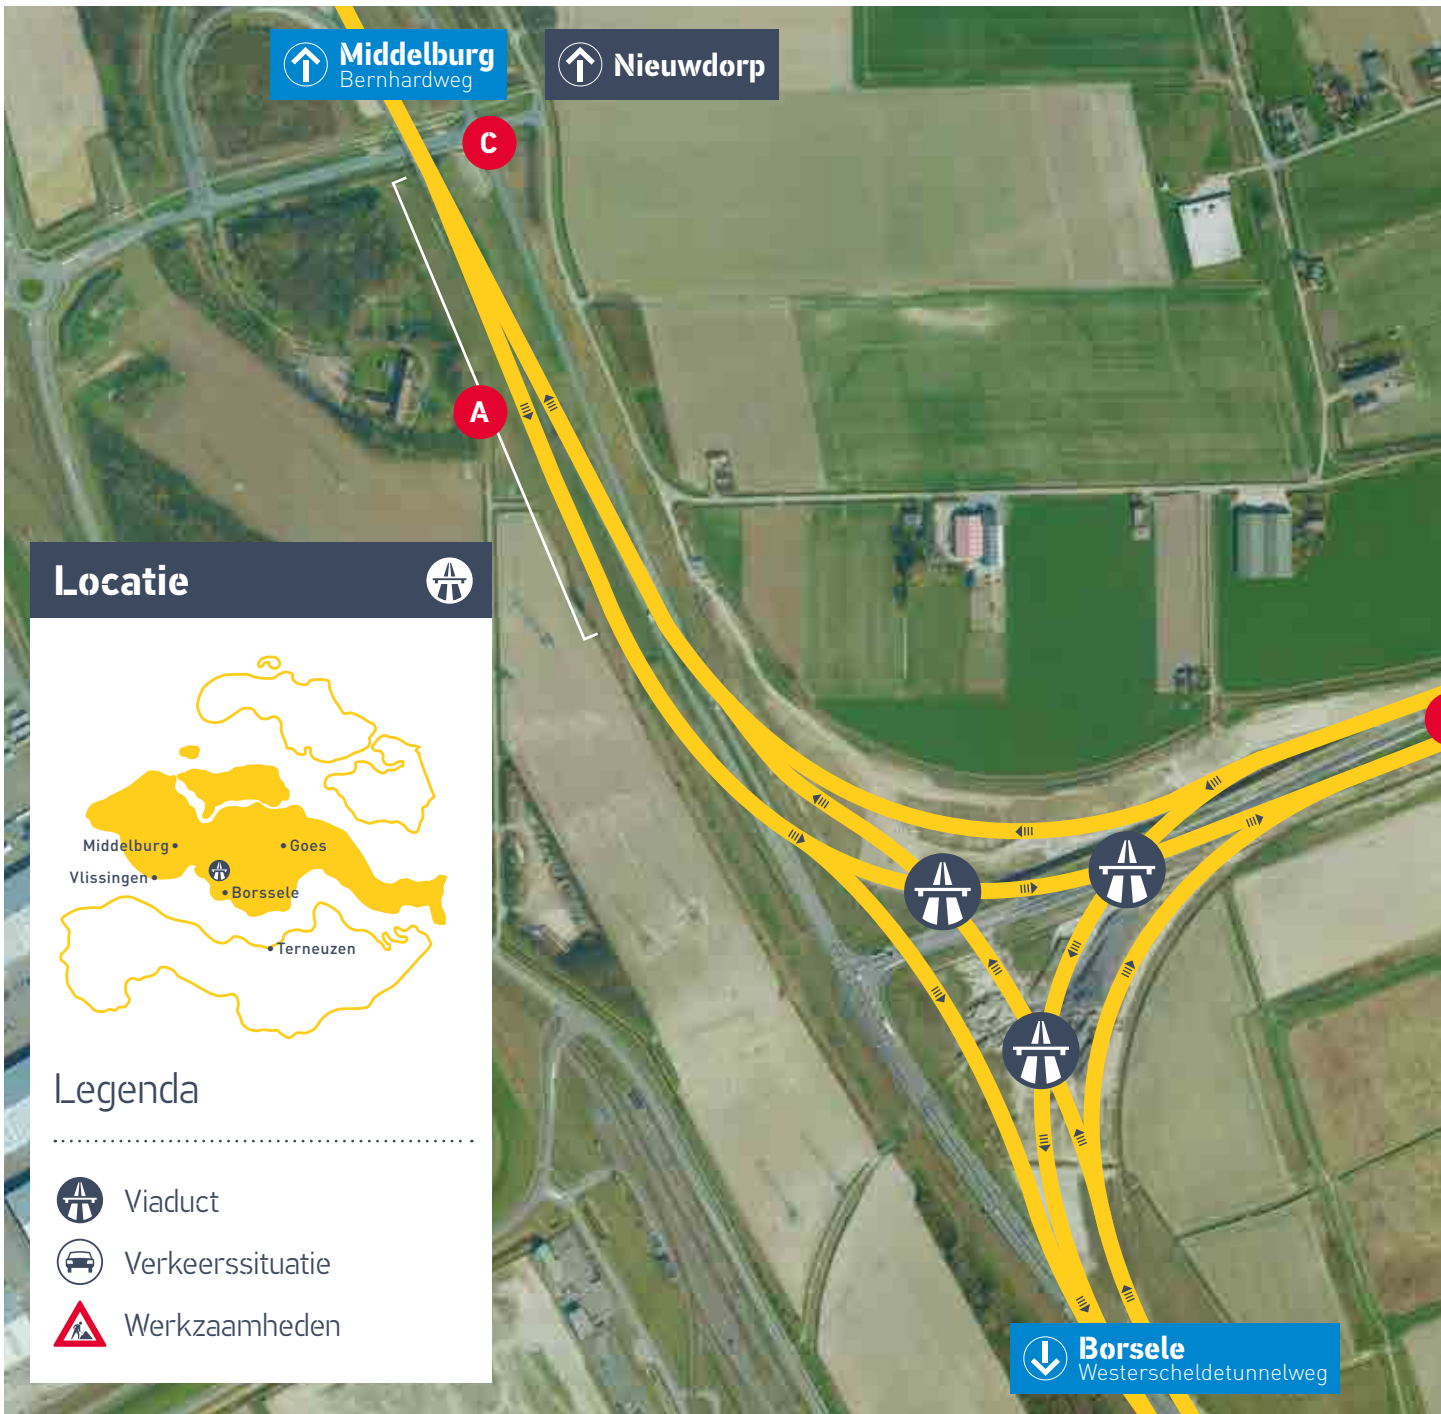 Middelburg
Bernhardweg
Nieuwdorp
C
A
Locatie
Middelburg
Goes
Vlissingen
Borssele
Terneuzen
Legenda
Viaduct
Verkeerssituatie
Werkzaamheden
Borsele
Westerscheldetunnelweg